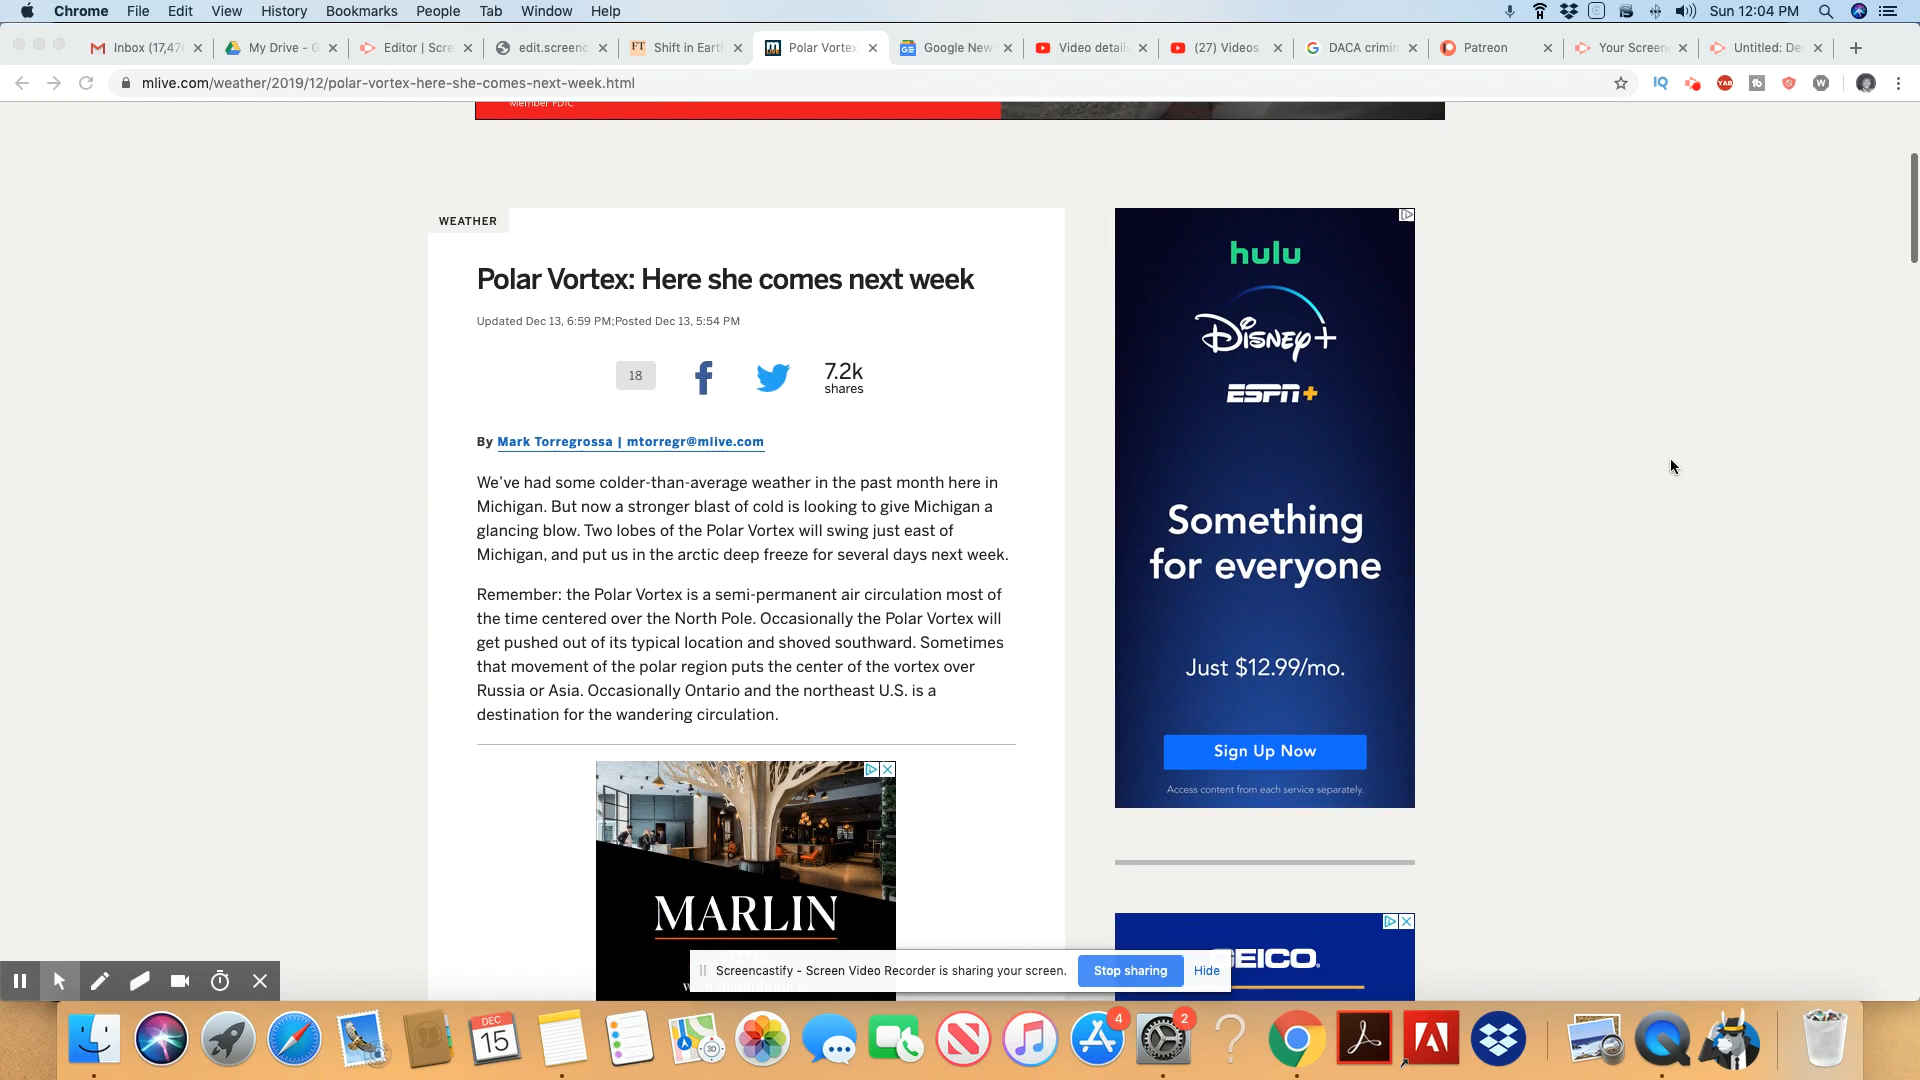 Chrome File Edit View History Bookmarks People Tab Window Help
Sun 12:04 PM
Inbox (17,47
My Drive - G
Editor | Scre
edit.screenc
FT Shift in Eart
Polar Vortex
Google New
Video details
(27) Videos
DACA crimin
Patreon
Your Screen
Untitled: De
mlive.com/weather/2019/12/polar-vortex-here-she-comes-next-week.html
Member FDIC
WEATHER
Polar Vortex: Here she comes next week
Updated Dec 13, 6:59 PM;Posted Dec 13, 5:54 PM
18
7.2k
shares
By Mark Torregrossa | mtorregr@mlive.com
We've had some colder-than-average weather in the past month here in
Michigan. But now a stronger blast of cold is looking to give Michigan a
glancing blow. Two lobes of the Polar Vortex will swing just east of
Michigan, and put us in the arctic deep freeze for several days next week.
Remember: the Polar Vortex is a semi-permanent air circulation most of
the time centered over the North Pole. Occasionally the Polar Vortex will
get pushed out of its typical location and shoved southward. Sometimes
that movement of the polar region puts the center of the vortex over
Russia or Asia. Occasionally Ontario and the northeast U.S. is a
destination for the wandering circulation.
MARLIN
hulu
Disney+
ESPN+
Something
for everyone
Just $12.99/mo.
Sign Up Now
Access content from each service separately.
GEICO.
Screencastify - Screen Video Recorder is sharing your screen.
Stop sharing
Hide
DEC
15
3D
4
2